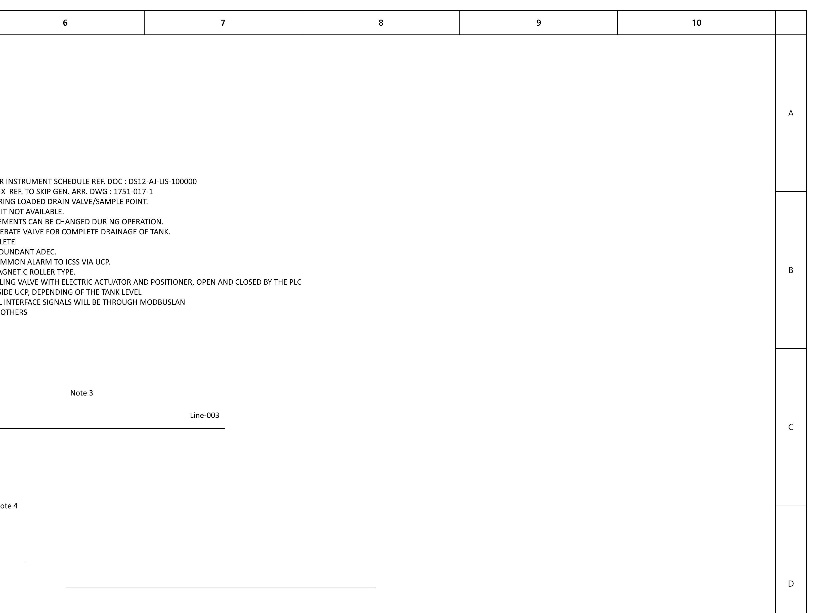 6 7 8 9 10
A
R INSTRUMENT SCHEDULE REF. DOC : DS12-AJ-US-100000
X REF. TO SKIP GEN. ARR. DWG : 1751-017-1
RING LOADED DRAIN VALVE/SAMPLE POINT.
IT NOT AVAILABLE.
EMENTS CAN BE CHANGED DURING OPERATION.
ERATE VALVE FOR COMPLETE DRAINAGE OF TANK.
LETE
DUNDANT ADEC.
MMON ALARM TO ICSS VIA UCP.
AGNETIC ROLLER TYPE.
B
LING VALVE WITH ELECTRIC ACTUATOR AND POSITIONER, OPEN AND CLOSED BY THE PLC
SIDE UCP, DEPENDING OF THE TANK LEVEL
L INTERFACE SIGNALS WILL BE THROUGH MODBUSLAN
OTHERS
Note 3
Line-003
C
ote 4
D